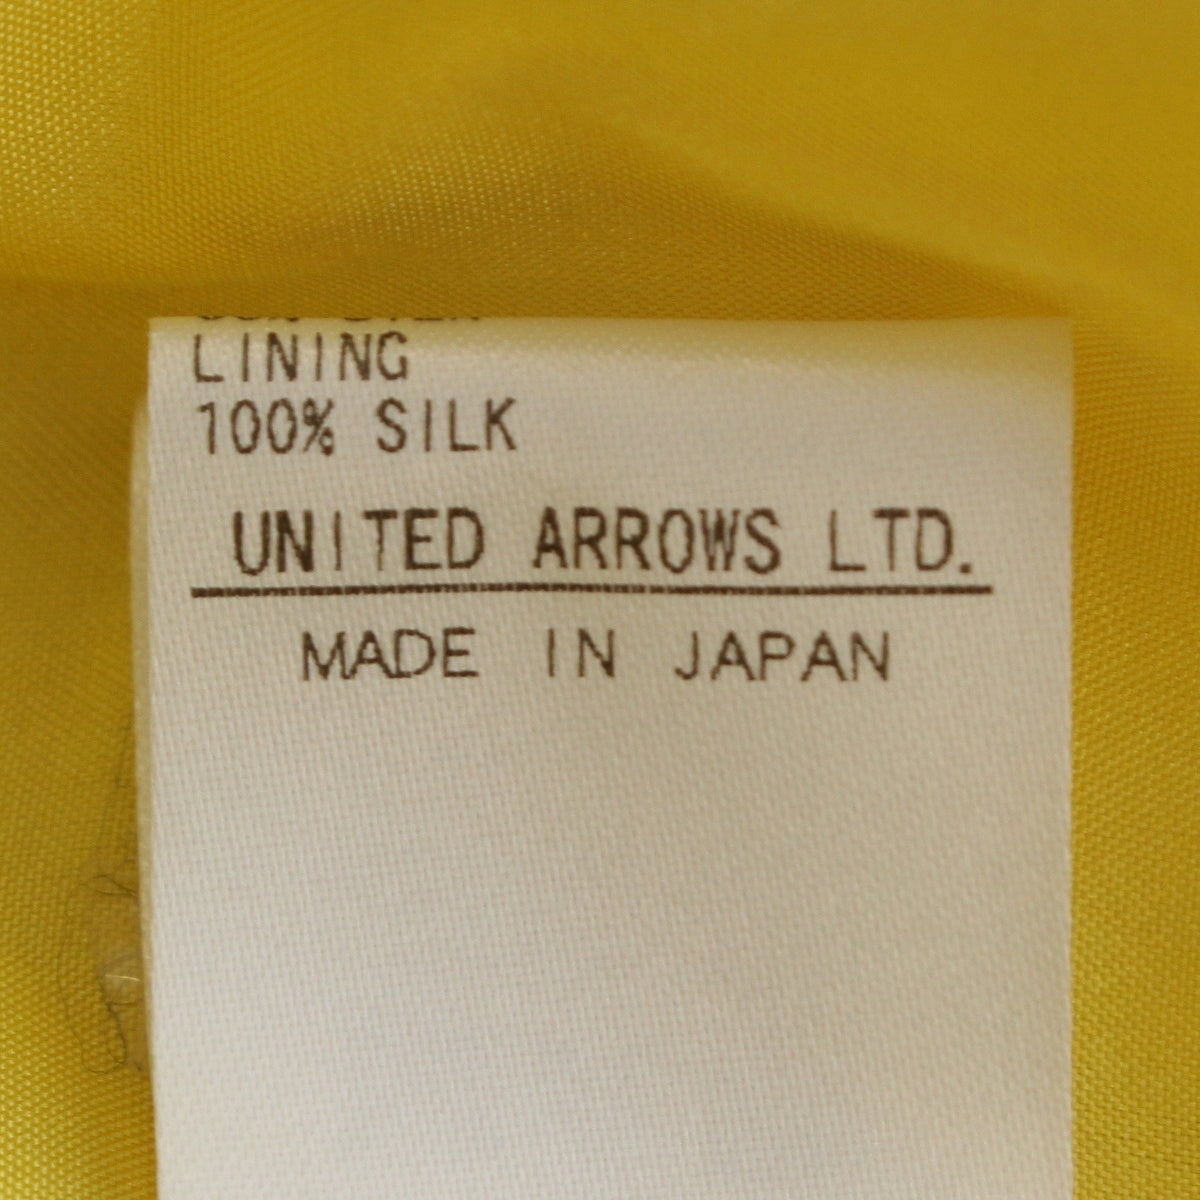 LINING
100% SILK
UNITED ARROWS LTD.
MADE IN JAPAN